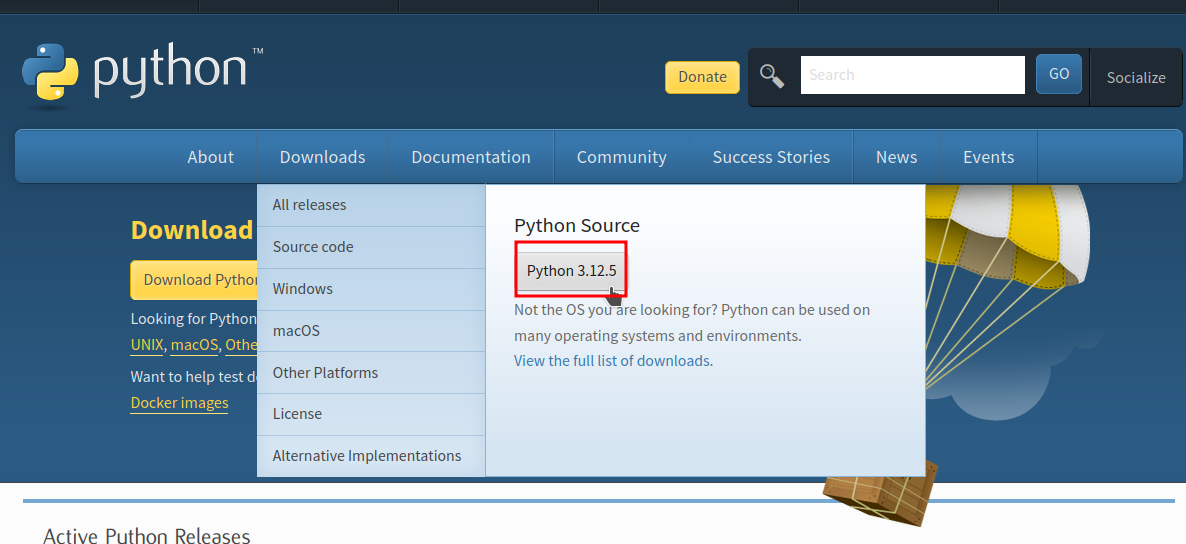 python™
Donate
Search
GO
Socialize
About
Downloads
Documentation
Community
Success Stories
News
Events
Download
Download Python
Looking for Python
UNIX, macOS, Othe
Want to help test d
Docker images
All releases
Source code
Windows
macOS
Other Platforms
License
Alternative Implementations
Python Source
Python 3.12.5
Not the OS you are looking for? Python can be used on
many operating systems and environments.
View the full list of downloads.
Active Python Releases